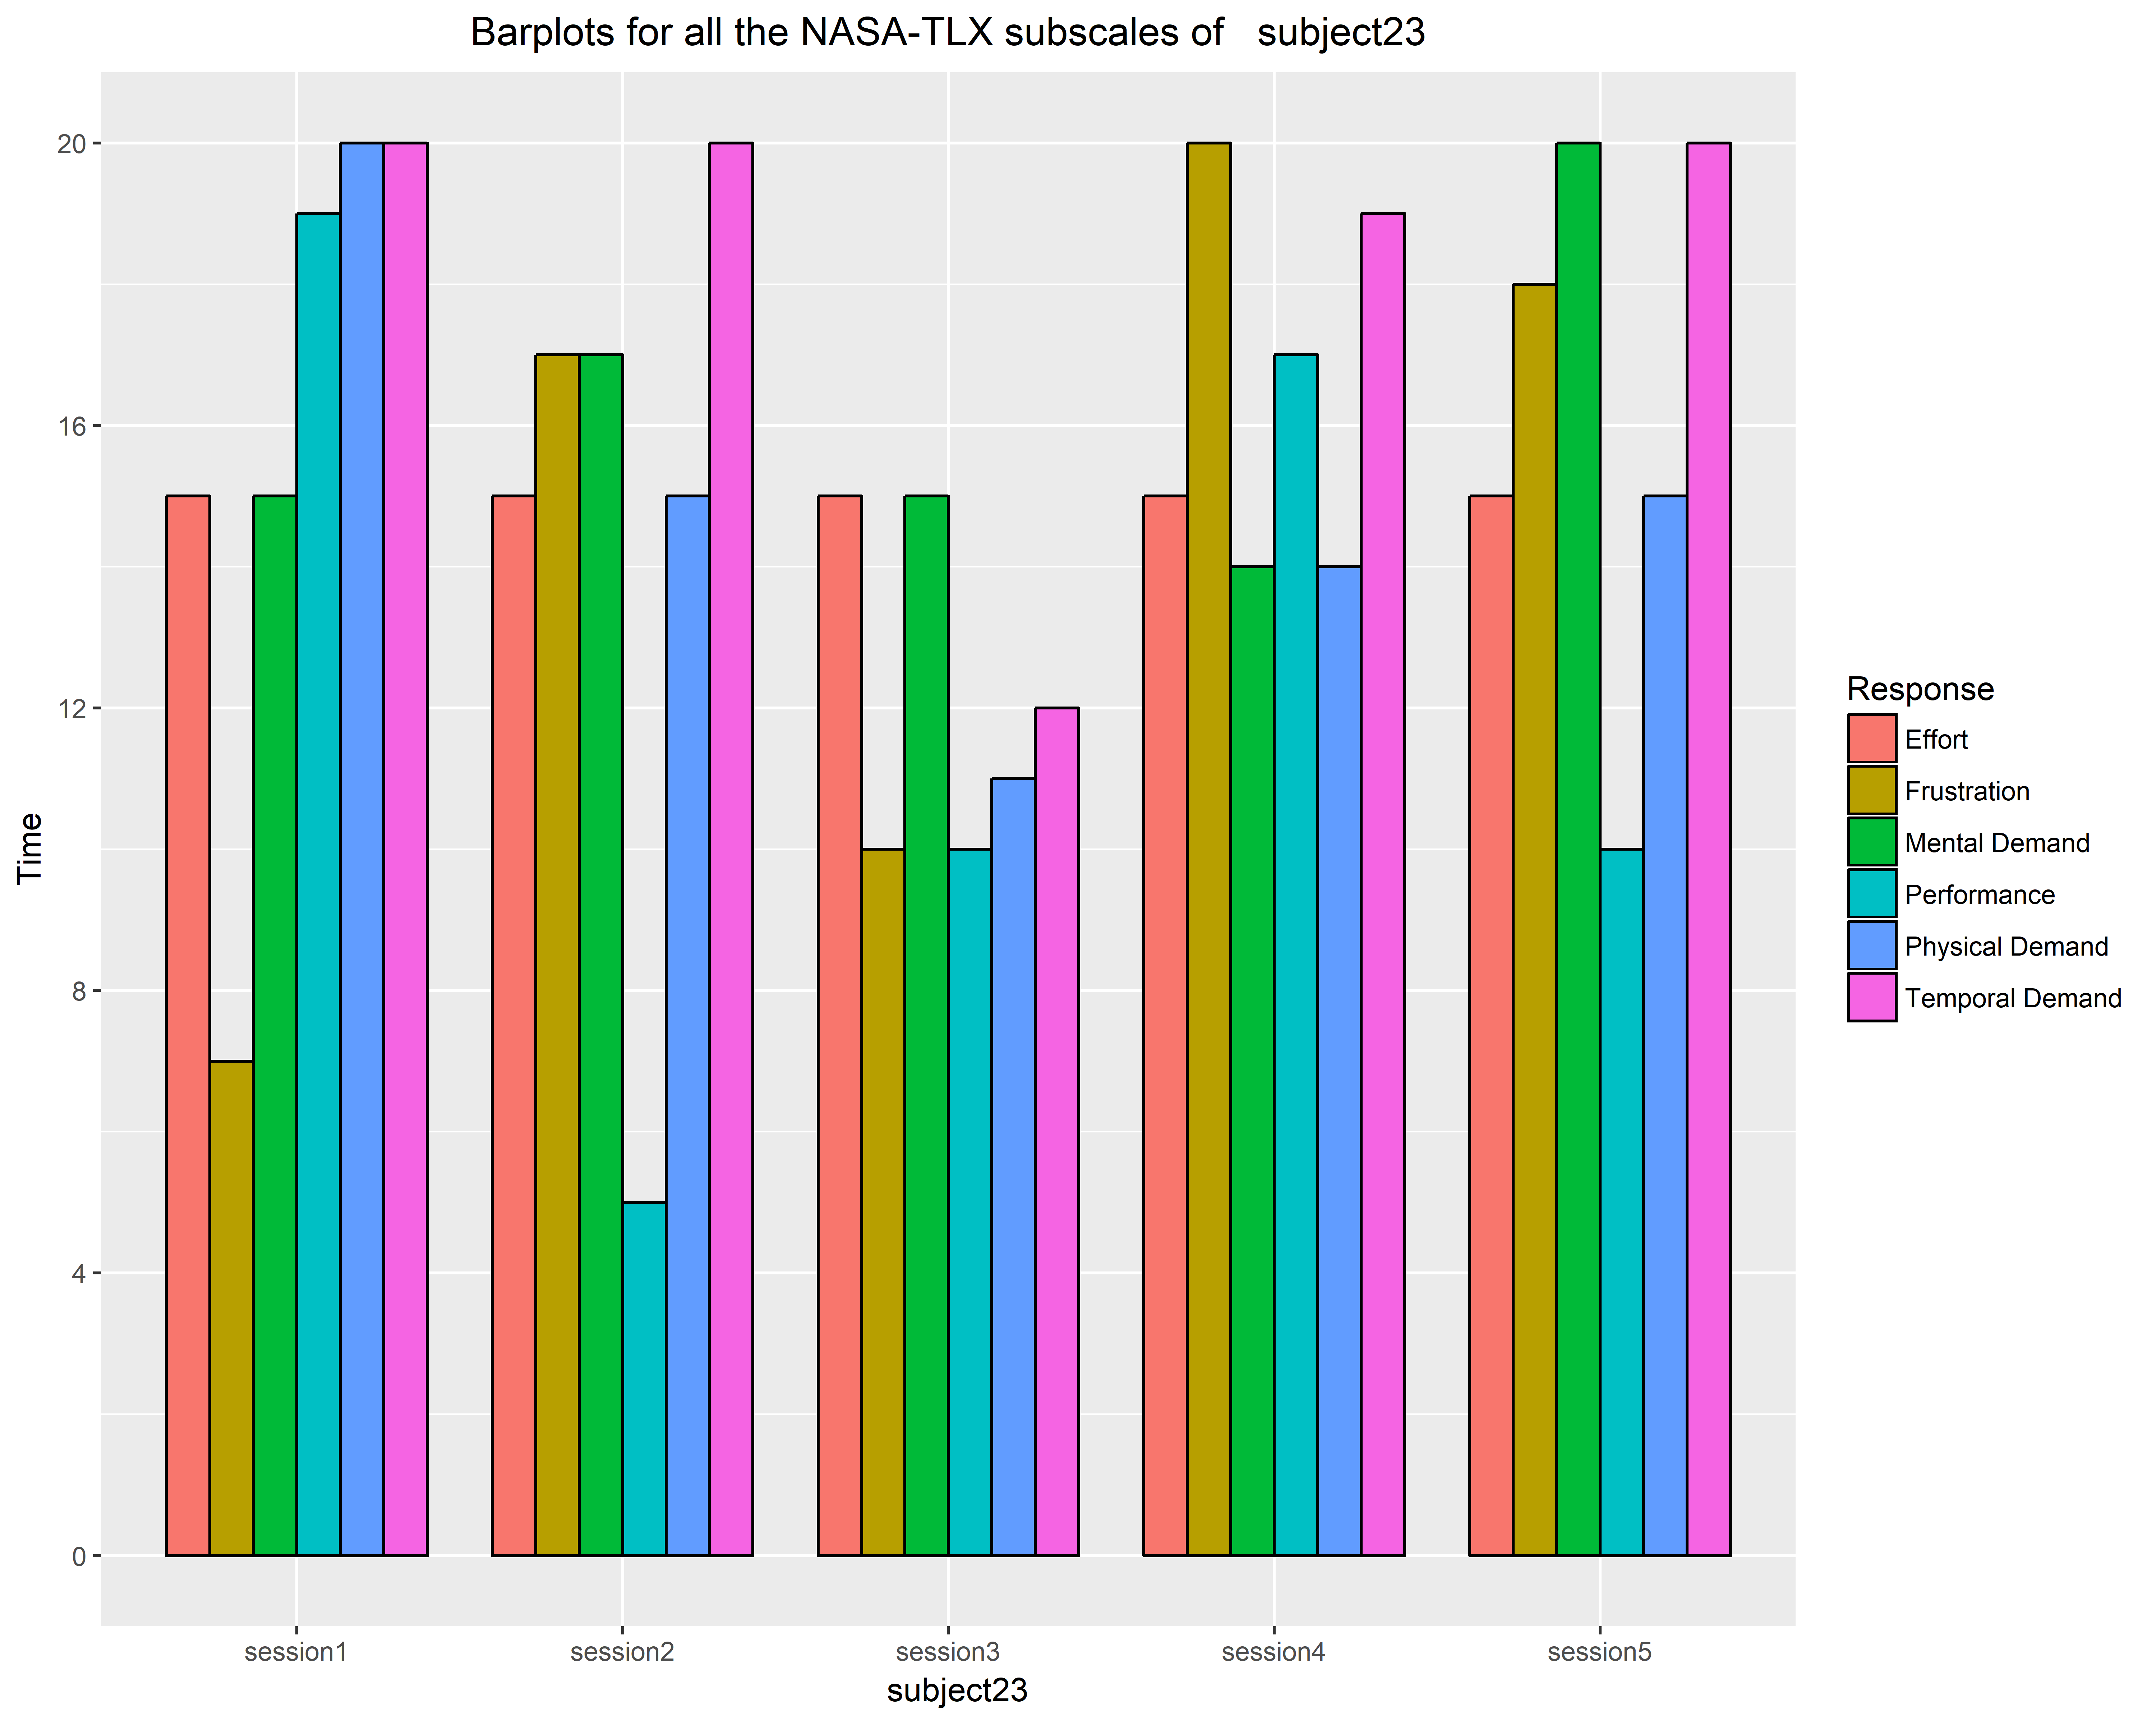 Barplots for all the NASA-TLX subscales of   subject23
20
16
12
8
4
0
Time
session1
session2
session3
session4
session5
subject23
Response
Effort
Frustration
Mental Demand
Performance
Physical Demand
Temporal Demand